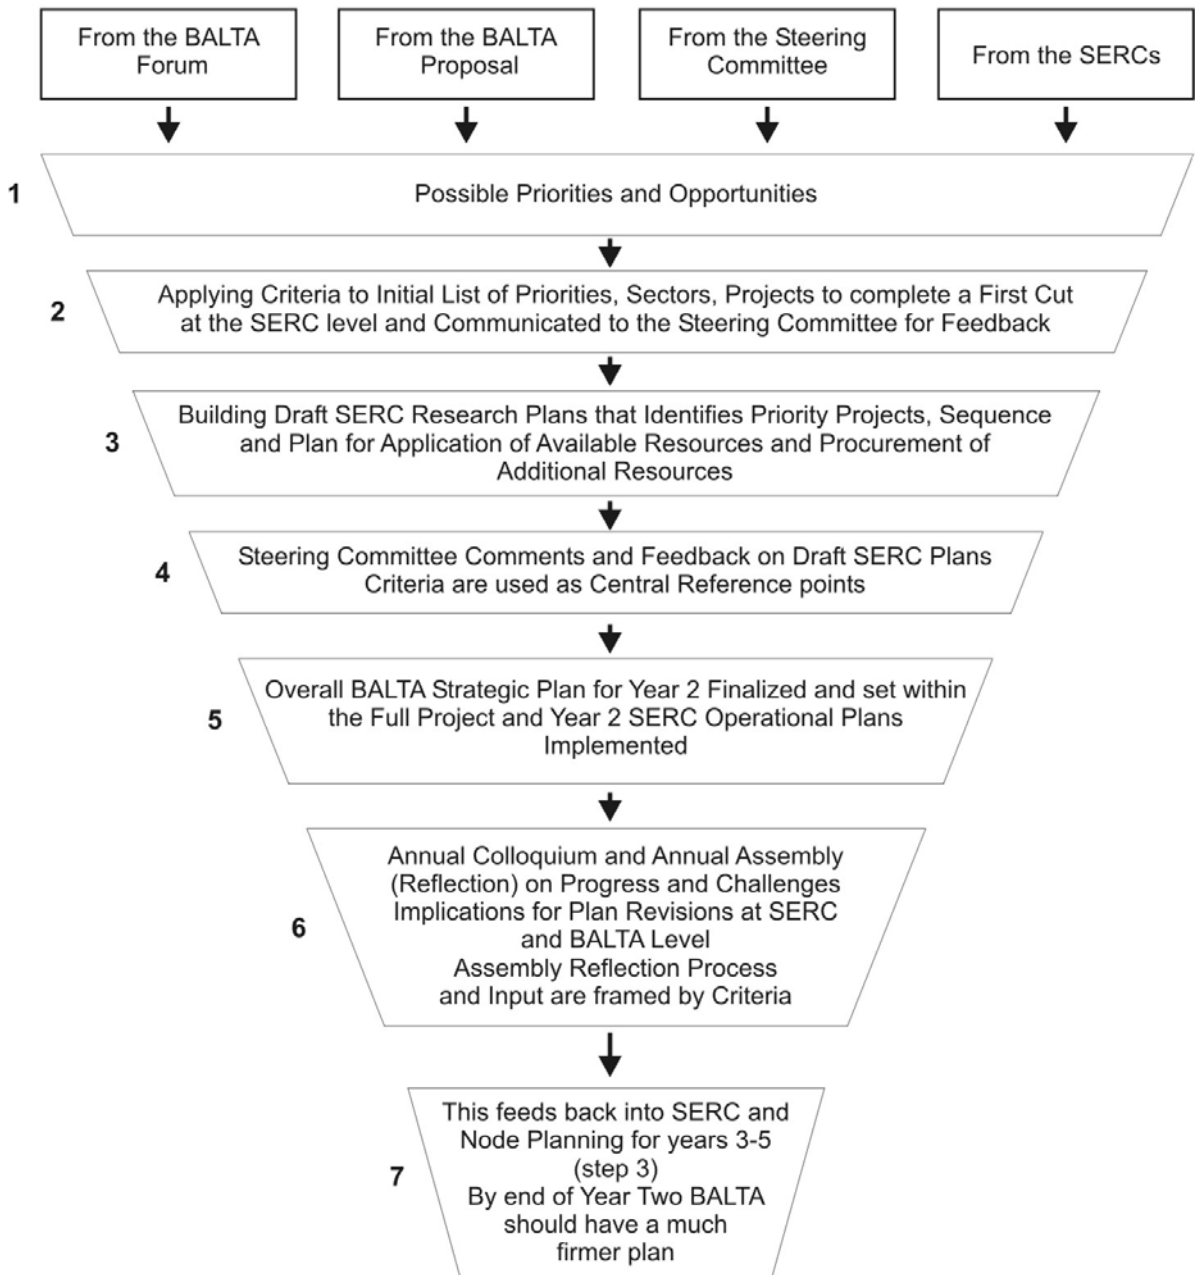 From the BALTA
Forum
From the BALTA
Proposal
From the Steering
Committee
From the SERCs
1
Possible Priorities and Opportunities
2
Applying Criteria to Initial List of Priorities, Sectors, Projects to complete a First Cut
at the SERC level and Communicated to the Steering Committee for Feedback
3
Building Draft SERC Research Plans that Identifies Priority Projects, Sequence
and Plan for Application of Available Resources and Procurement of
Additional Resources
4
Steering Committee Comments and Feedback on Draft SERC Plans
Criteria are used as Central Reference points
5
Overall BALTA Strategic Plan for Year 2 Finalized and set within
the Full Project and Year 2 SERC Operational Plans
Implemented
6
Annual Colloquium and Annual Assembly
(Reflection) on Progress and Challenges
Implications for Plan Revisions at SERC
and BALTA Level
Assembly Reflection Process
and Input are framed by Criteria
7
This feeds back into SERC and
Node Planning for years 3-5
(step 3)
By end of Year Two BALTA
should have a much
firmer plan